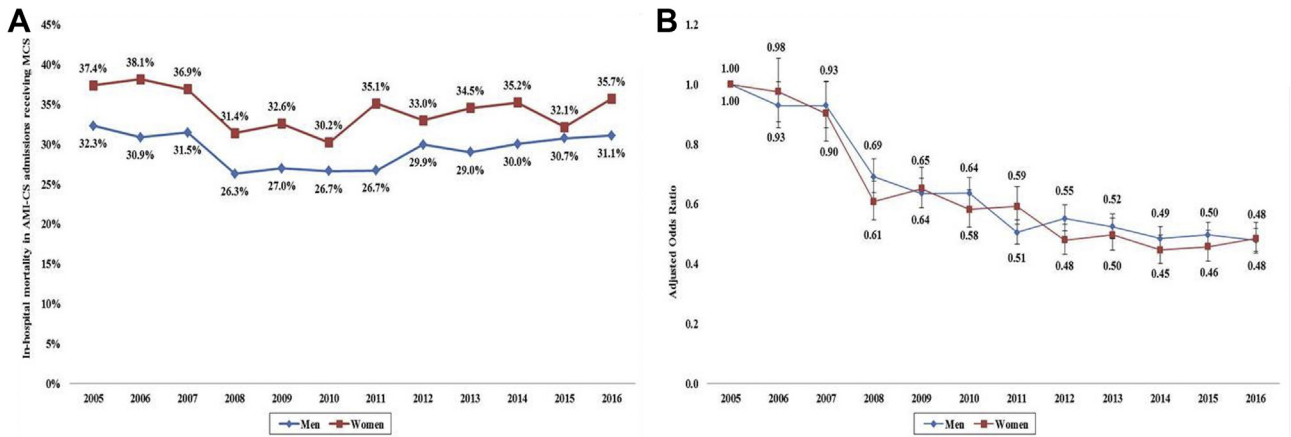 A
In-hospital mortality in AMI-CS admissions receiving MCS
45%
40%
35%
30%
25%
20%
15%
10%
5%
0%
37.4% 38.1% 36.9% 31.4% 32.6% 30.2% 35.1% 33.0% 34.5% 35.2% 32.1% 35.7%
32.3% 30.9% 31.5% 26.3% 27.0% 26.7% 26.7% 29.9% 29.0% 30.0% 30.7% 31.1%
2005 2006 2007 2008 2009 2010 2011 2012 2013 2014 2015 2016
Men Women
B
Adjusted Odds Ratio
1.2
1.0
0.8
0.6
0.4
0.2
0.0
1.00 0.98 0.93 0.69 0.65 0.64 0.59 0.55 0.52 0.49 0.50 0.48
1.00 0.93 0.90 0.61 0.64 0.58 0.51 0.48 0.50 0.45 0.46 0.48
2005 2006 2007 2008 2009 2010 2011 2012 2013 2014 2015 2016
Men Women